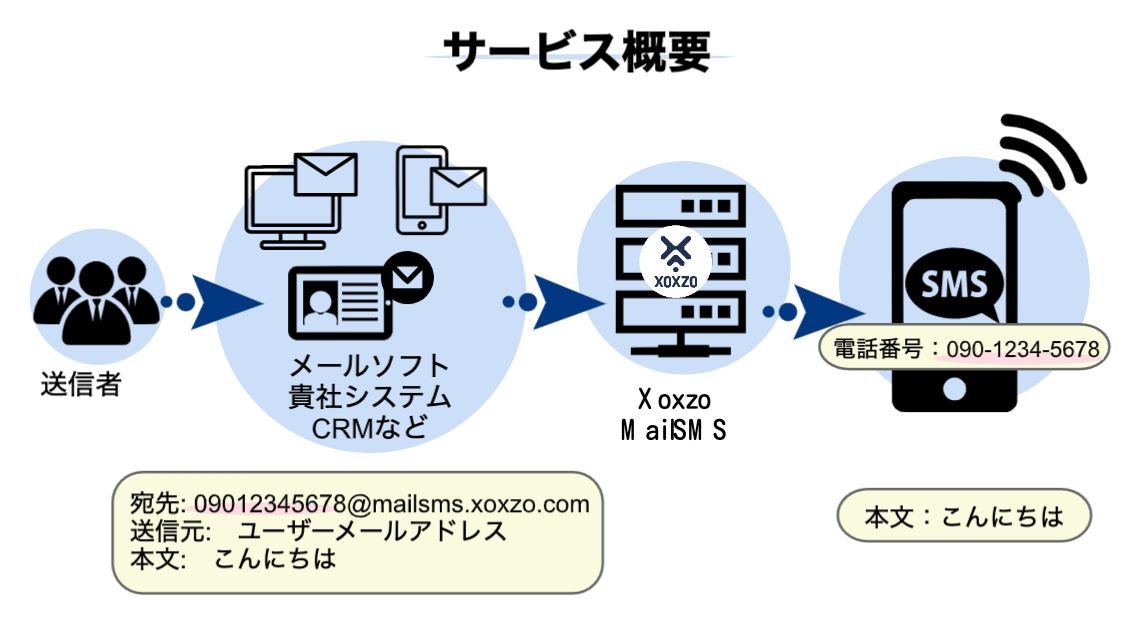 サービス概要
送信者
メールソフト
貴社システム
CRMなど
XOXZO
Xoxzo
MailSMS
SMS
電話番号：090-1234-5678
宛先: 09012345678@mailsms.xoxzo.com
送信元:　ユーザーメールアドレス
本文:　こんにちは
本文：こんにちは